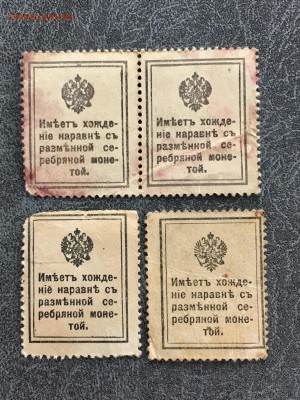 Имѣетъ хожде-
ніе наравнѣ съ
размѣнной се-
ребряной моне-
той.
Имѣетъ хожде-
ніе наравнѣ съ
размѣнной се-
ребряной моне-
той.
Имѣетъ хожде-
ніе наравнѣ съ
размѣнной се-
ребряной моне-
той.
Имѣетъ хожде-
ніе наравнѣ съ
размѣнной се-
ребряной моне-
той.